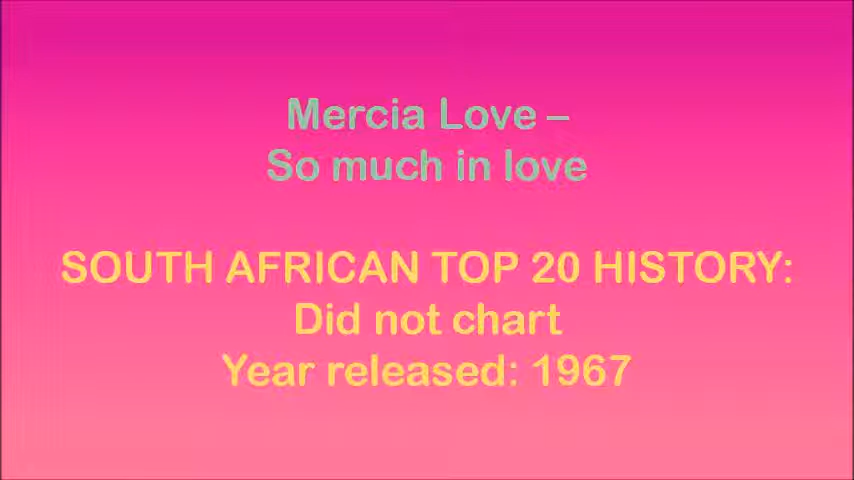 Mercia Love –
So much in love
SOUTH AFRICAN TOP 20 HISTORY:
Did not chart
Year released: 1967